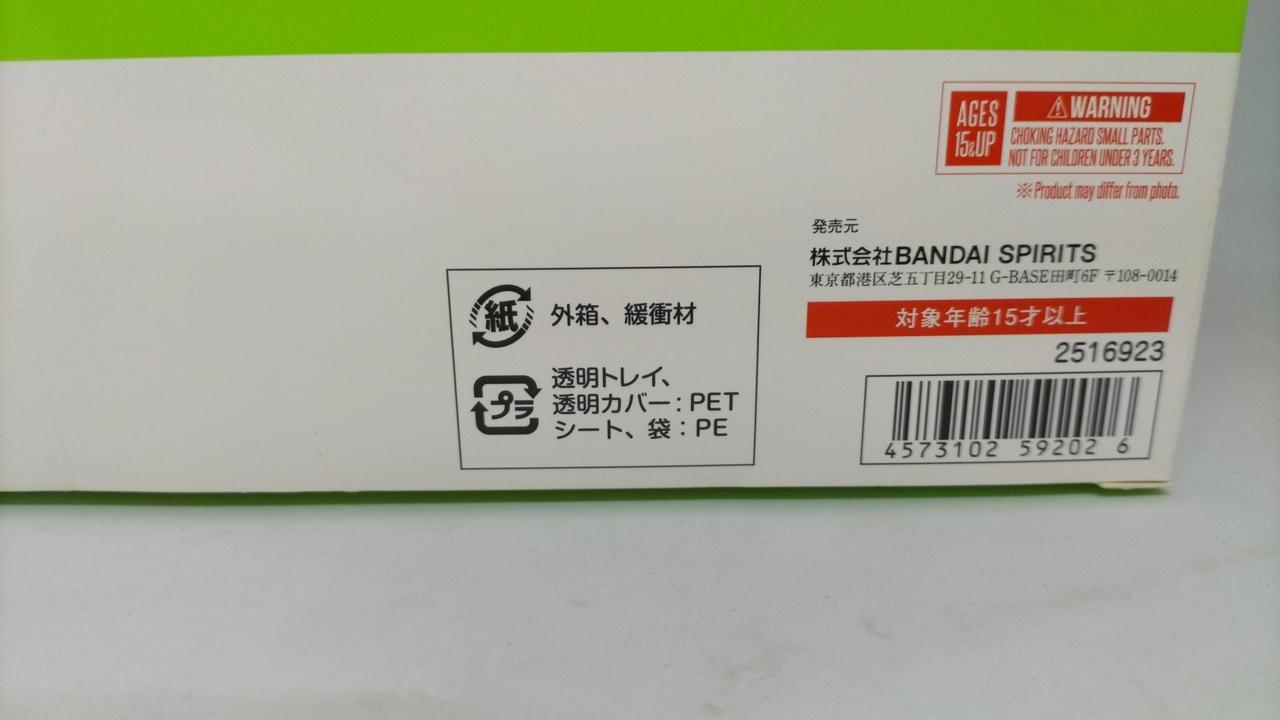 AGES
15&UP
⚠WARNING
CHOKING HAZARD SMALL PARTS.
NOT FOR CHILDREN UNDER 3 YEARS.
※Product may differ from photo.
発売元
株式会社BANDAI SPIRITS
東京都港区芝五丁目29-11 G-BASE田町6F 〒108-0014
対象年齢15才以上
2516923
4573102 59202 6
紙
外箱、緩衝材
プラ
透明トレイ、
透明カバー：PET
シート、袋：PE